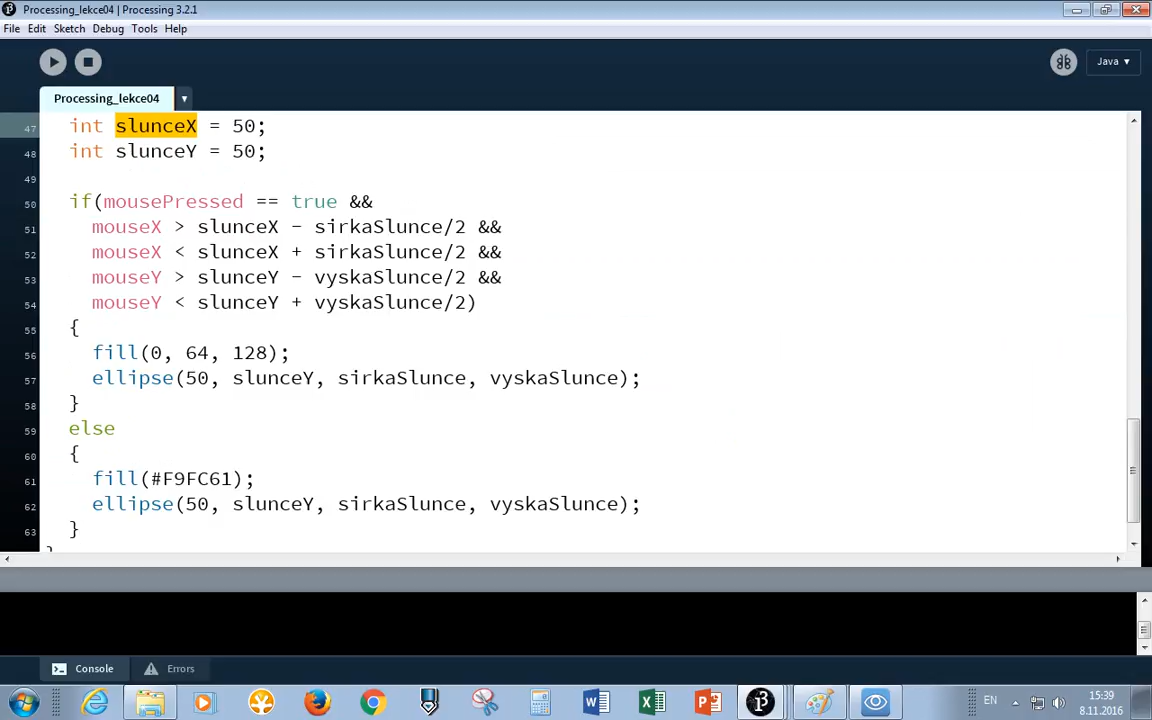 Processing_lekce04 | Processing 3.2.1
File Edit Sketch Debug Tools Help
Java ▾
Processing_lekce04 ▾
47 int slunceX = 50;
48 int slunceY = 50;
49
50 if(mousePressed == true &&
51 mouseX > slunceX - sirkaSlunce/2 &&
52 mouseX < slunceX + sirkaSlunce/2 &&
53 mouseY > slunceY - vyskaSlunce/2 &&
54 mouseY < slunceY + vyskaSlunce/2)
55 {
56 fill(0, 64, 128);
57 ellipse(50, slunceY, sirkaSlunce, vyskaSlunce);
58 }
59 else
60 {
61 fill(#F9FC61);
62 ellipse(50, slunceY, sirkaSlunce, vyskaSlunce);
63 }
Console Errors
EN 15:39
8.11.2016